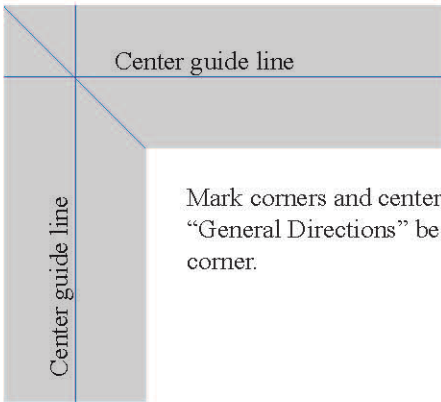 Center guide line
Center guide line
Mark corners and center
“General Directions” be
corner.